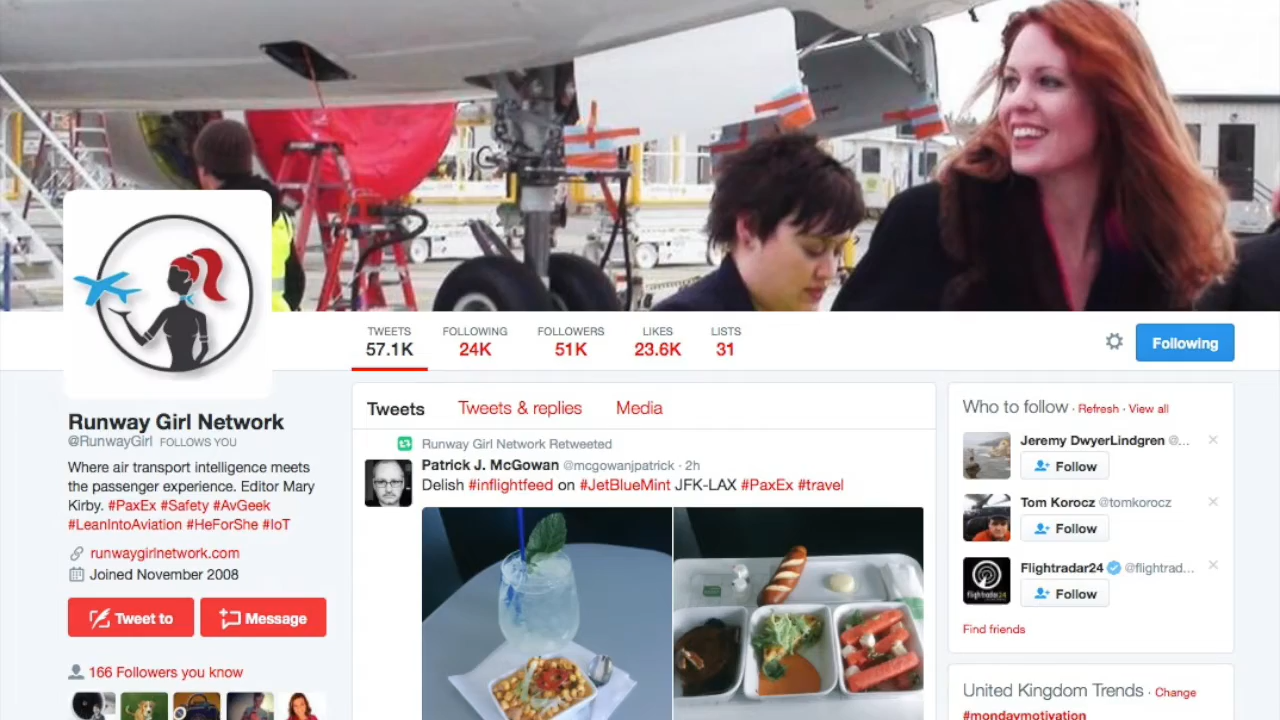 TWEETS
57.1K
FOLLOWING
24K
FOLLOWERS
51K
LIKES
23.6K
LISTS
31
Following
Runway Girl Network
@RunwayGirl FOLLOWS YOU
Where air transport intelligence meets
the passenger experience. Editor Mary
Kirby. #PaxEx #Safety #AvGeek
#LeanIntoAviation #HeForShe #IoT
runwaygirlnetwork.com
Joined November 2008
Tweet to
Message
166 Followers you know
Tweets Tweets & replies Media
Runway Girl Network Retweeted
Patrick J. McGowan @mcgowanjpatrick · 2h
Delish #inflightfeed on #JetBlueMint JFK-LAX #PaxEx #travel
Who to follow · Refresh · View all
Jeremy DwyerLindgren @...
Follow
Tom Korocz @tomkorocz
Follow
Flightradar24 @flightrad...
Follow
flightradar24
Find friends
United Kingdom Trends · Change
#mondaymotivation